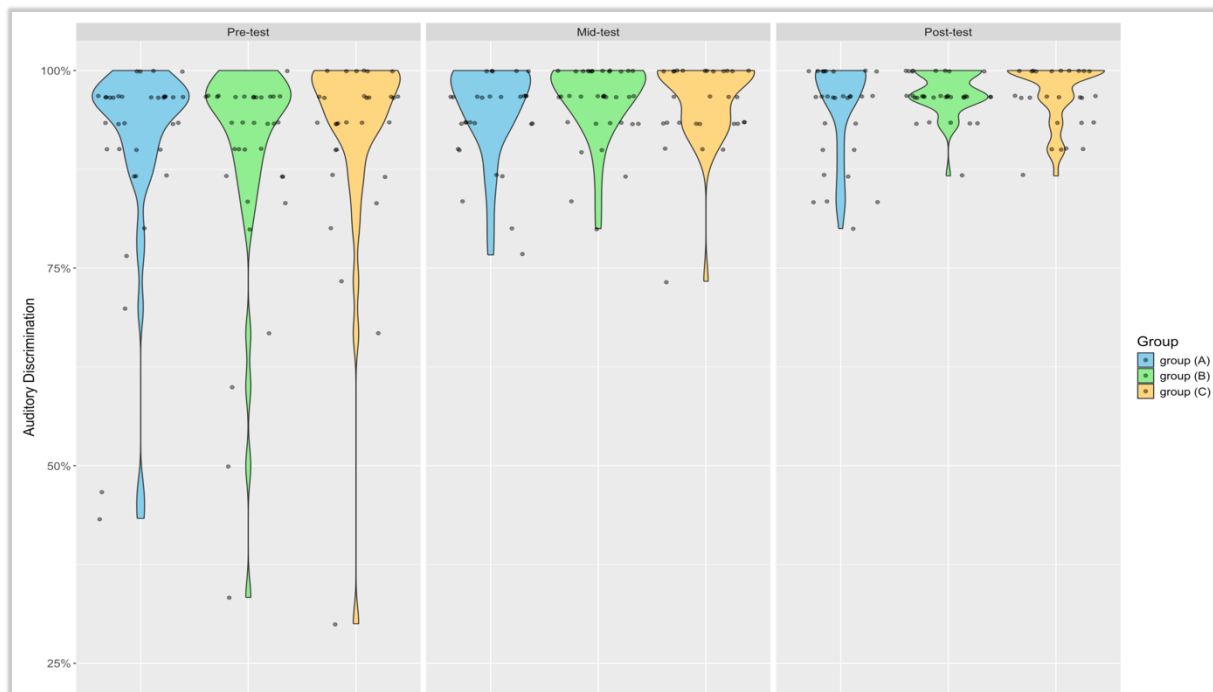 Pre-test
Mid-test
Post-test
100%
75%
50%
25%
Auditory Discrimination
Group
group (A)
group (B)
group (C)